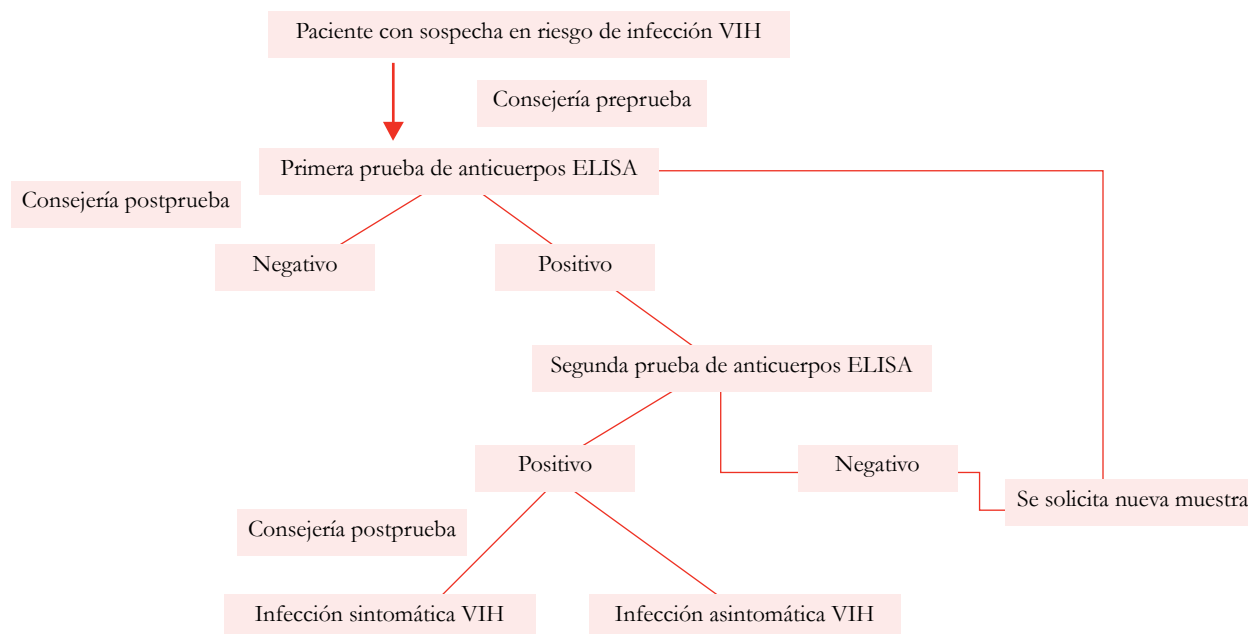 Paciente con sospecha en riesgo de infección VIH
Consejería preprueba
Primera prueba de anticuerpos ELISA
Consejería postprueba
Negativo
Positivo
Segunda prueba de anticuerpos ELISA
Positivo
Negativo
Se solicita nueva muestra
Consejería postprueba
Infección sintomática VIH
Infección asintomática VIH